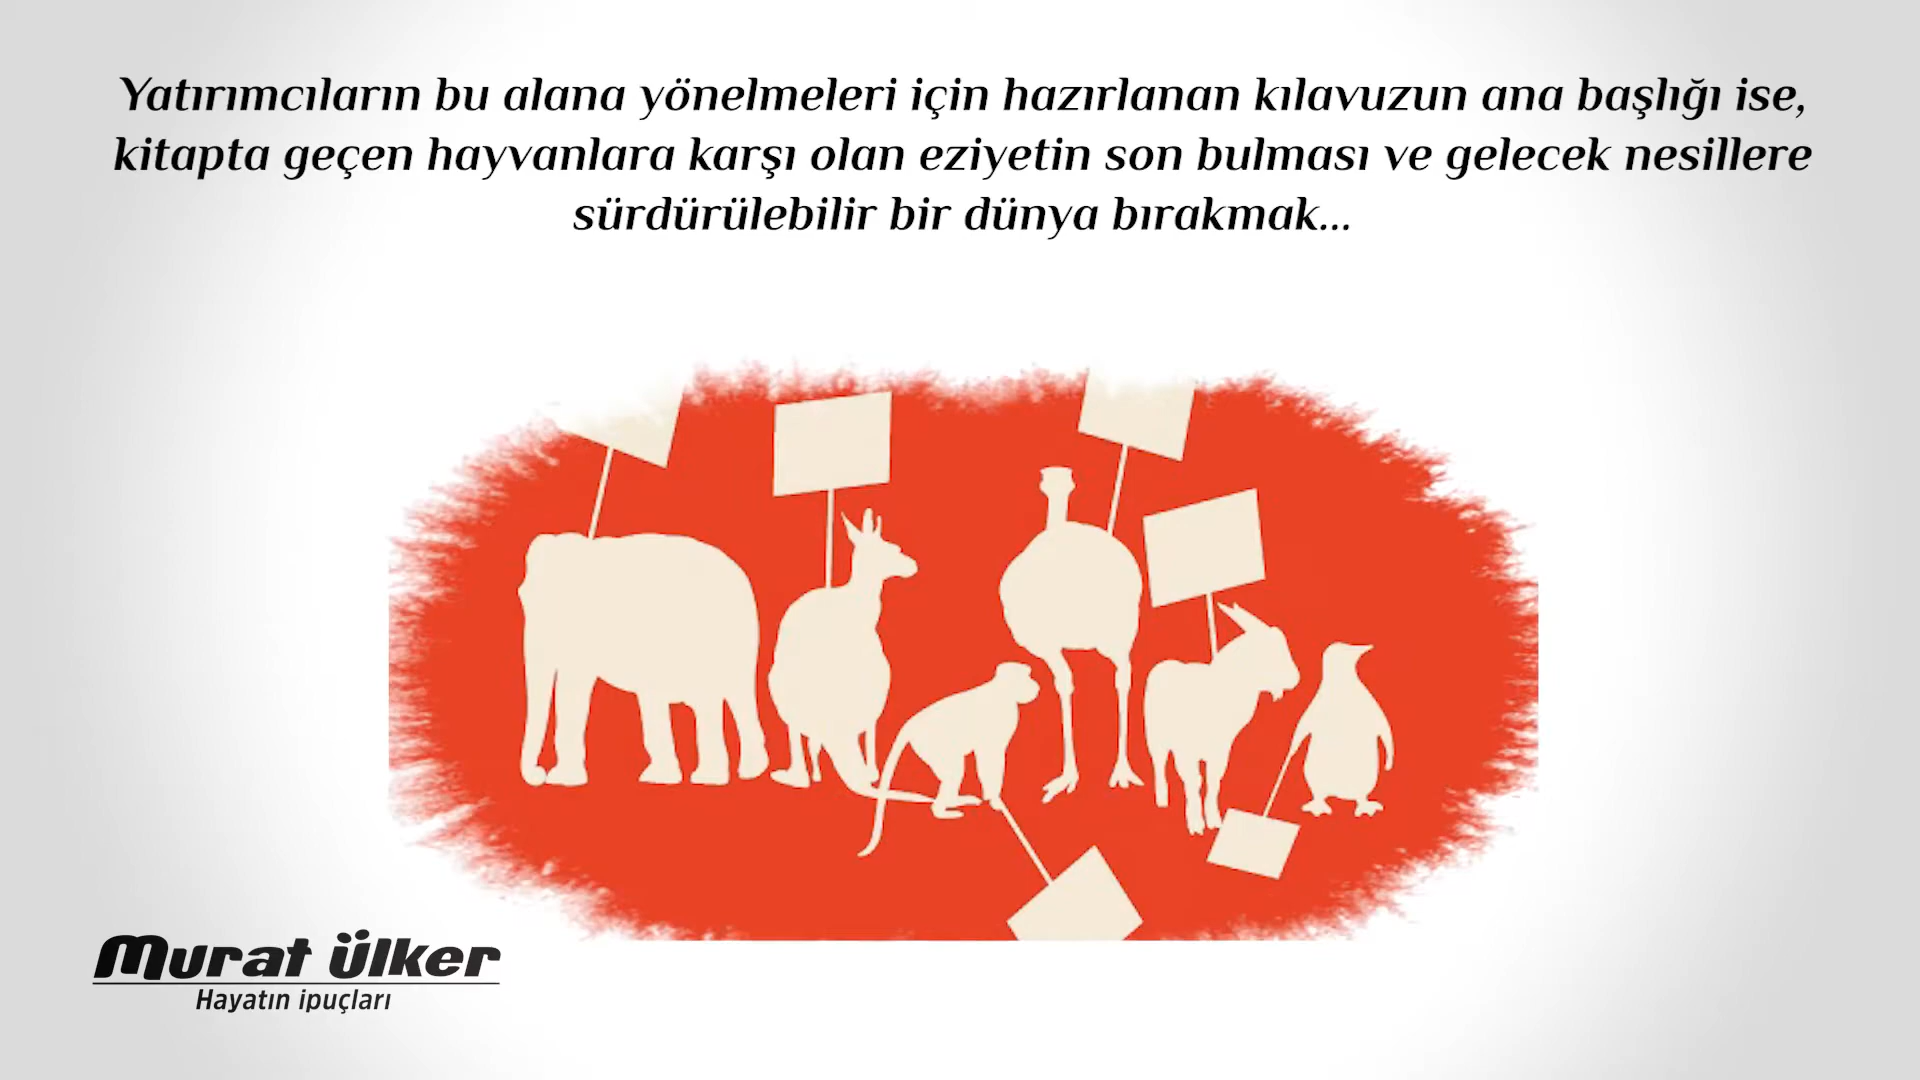 Yatırımcıların bu alana yönelmeleri için hazırlanan kılavuzun ana başlığı ise,
kitapta geçen hayvanlara karşı olan eziyetin son bulması ve gelecek nesillere
sürdürülebilir bir dünya bırakmak...
Murat Ülker
Hayatın ipuçları